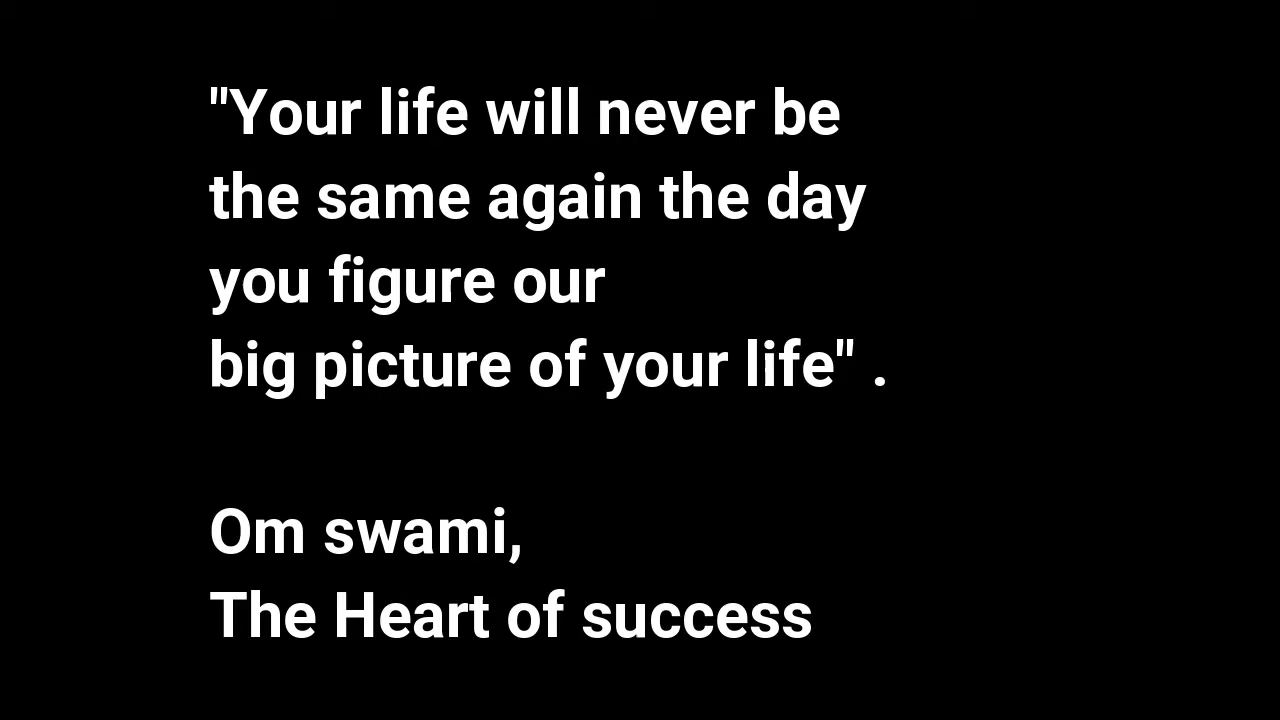 "Your life will never be
the same again the day
you figure our
big picture of your life" .
Om swami,
The Heart of success